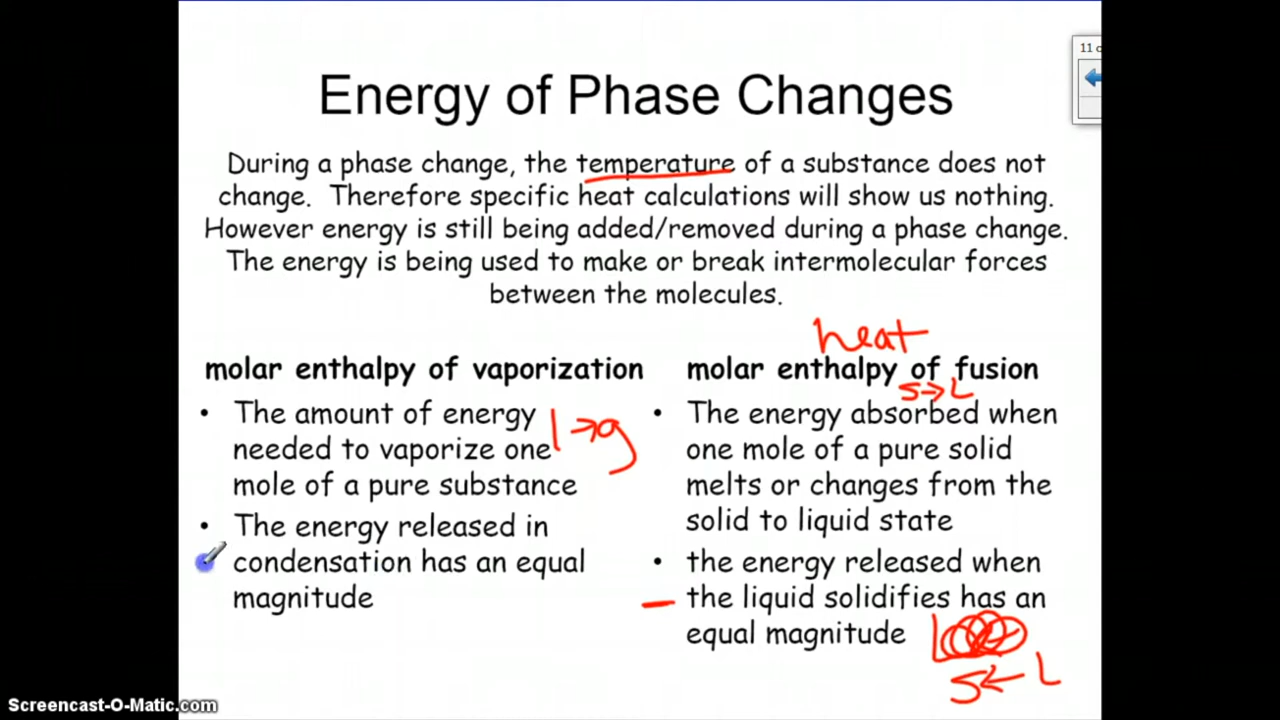 11 o
Energy of Phase Changes
During a phase change, the temperature of a substance does not
change. Therefore specific heat calculations will show us nothing.
However energy is still being added/removed during a phase change.
The energy is being used to make or break intermolecular forces
between the molecules.
molar enthalpy of vaporization
• The amount of energy
needed to vaporize one
mole of a pure substance
l → g
• The energy released in
condensation has an equal
magnitude
heat
molar enthalpy of fusion
S → L
• The energy absorbed when
one mole of a pure solid
melts or changes from the
solid to liquid state
• the energy released when
the liquid solidifies has an
equal magnitude
S ← L
Screencast-O-Matic.com